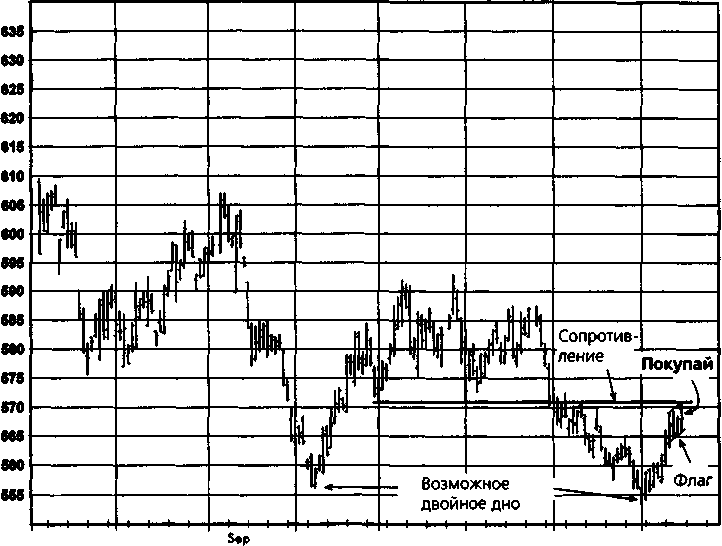 635
630
625
620
615
610
605
600
595
590
585
580
575
570
565
560
555
Сопротив-
ление
Покупай
Возможное
двойное дно
Флаг
Sep